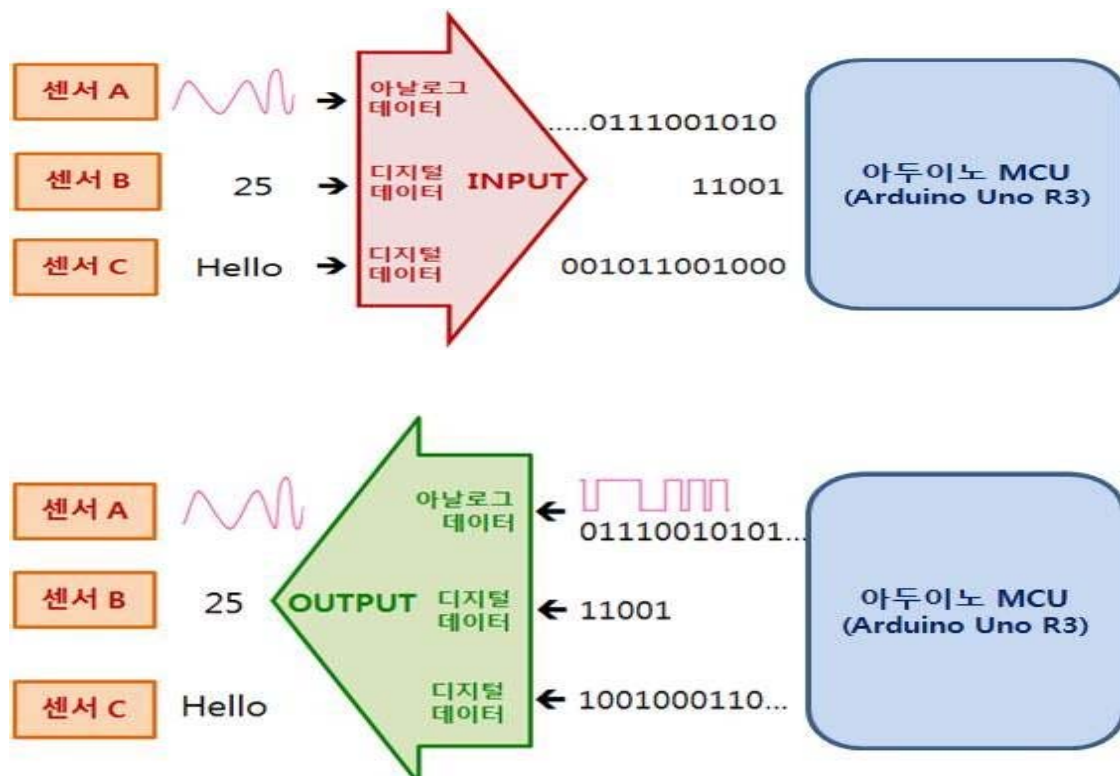 센서 A
아날로그
데이터
.....0111001010
센서 B
25
디지털
데이터
INPUT
11001
아두이노 MCU
(Arduino Uno R3)
센서 C
Hello
디지털
데이터
001011001000
센서 A
아날로그
데이터
01110010101...
센서 B
25
OUTPUT
디지털
데이터
11001
아두이노 MCU
(Arduino Uno R3)
센서 C
Hello
디지털
데이터
1001000110...